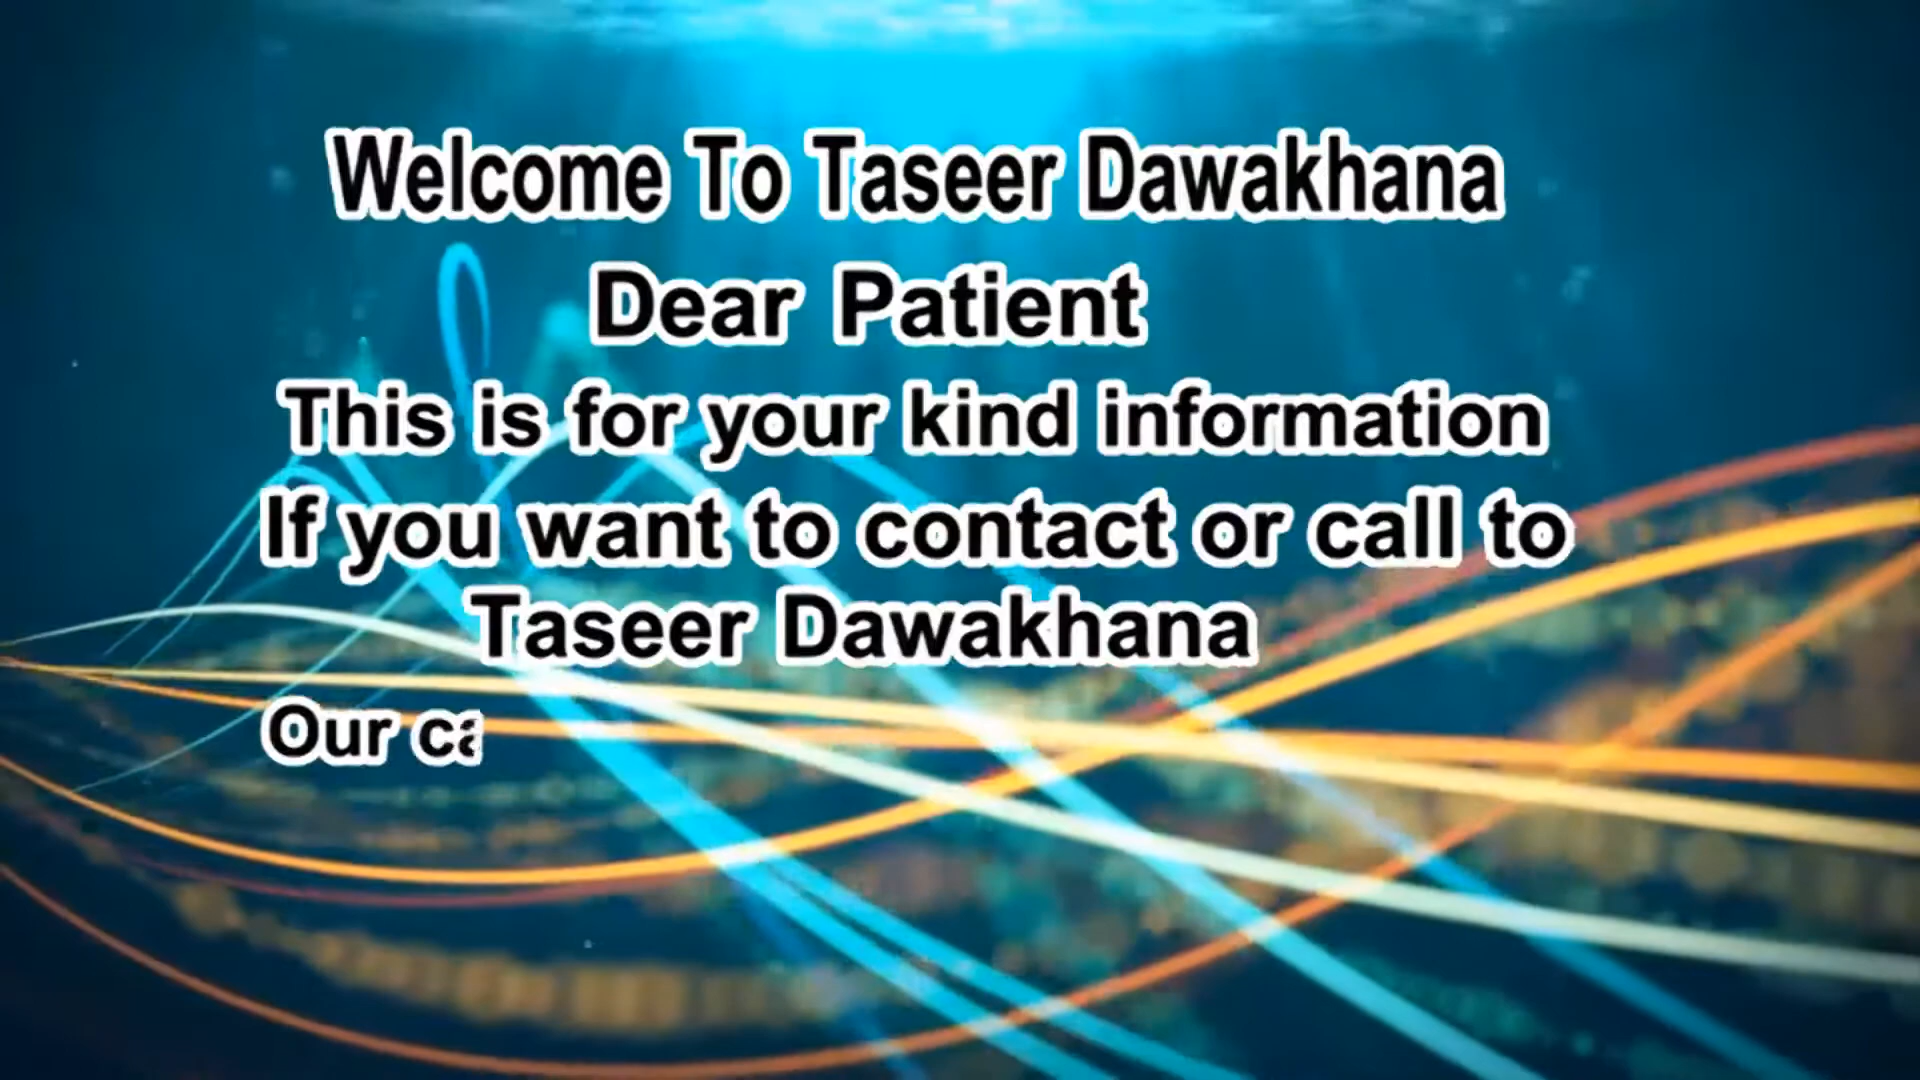 Welcome To Taseer Dawakhana
Dear Patient
This is for your kind information
If you want to contact or call to
Taseer Dawakhana
Our